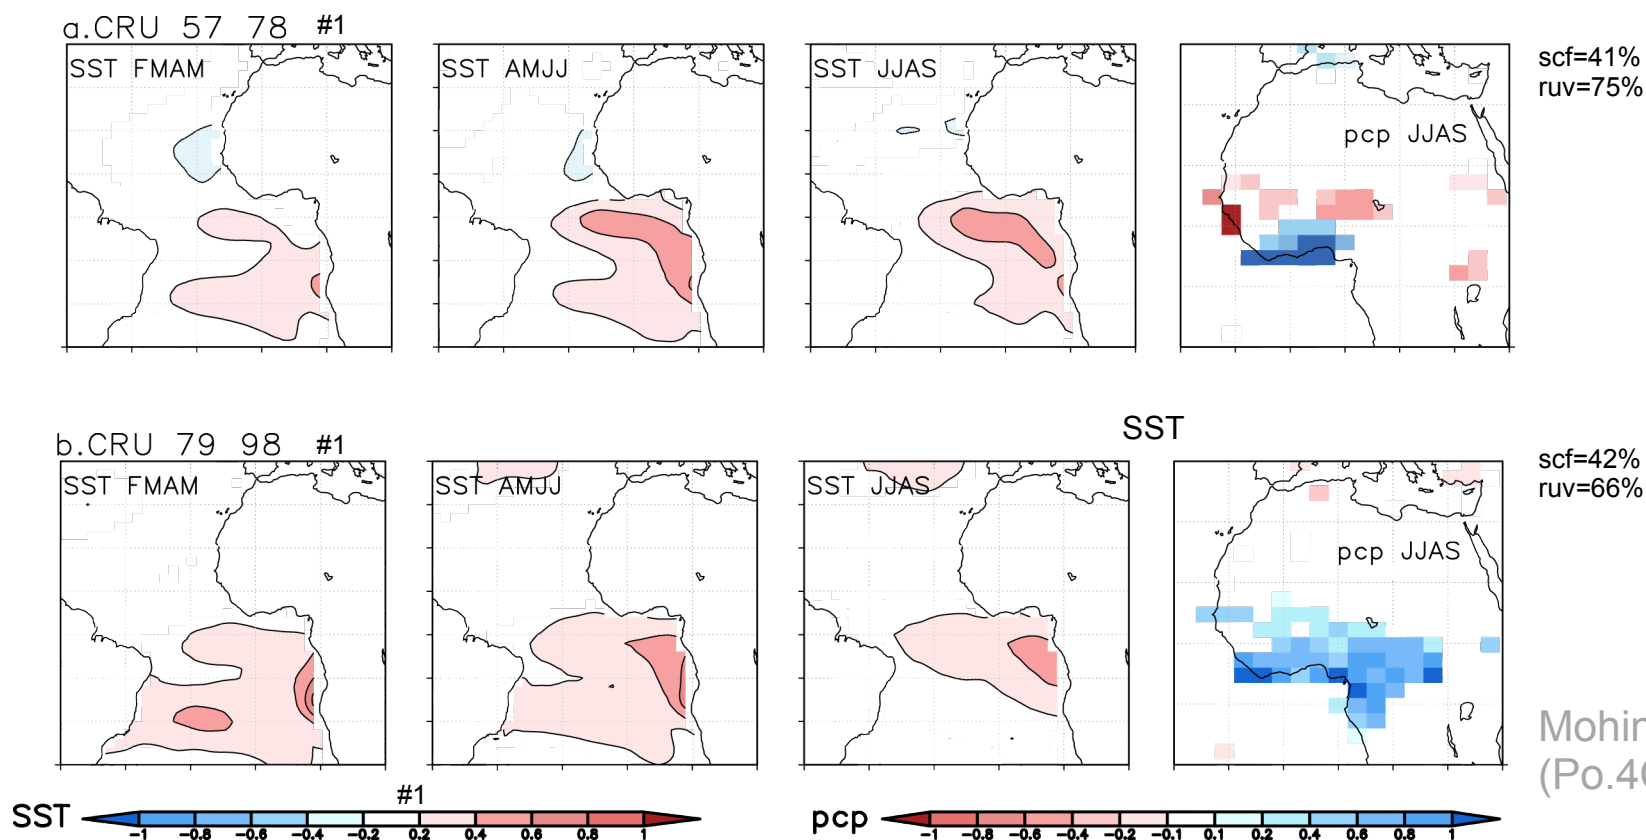 a.CRU 57 78 #1
SST FMAM
SST AMJJ
SST JJAS
pcp JJAS
scf=41%
ruv=75%
SST
b.CRU 79 98 #1
SST FMAM
SST AMJJ
SST JJAS
pcp JJAS
scf=42%
ruv=66%
#1
SST
-1 -0.8 -0.6 -0.4 -0.2 0.2 0.4 0.6 0.8 1
pcp
-1 -0.8 -0.6 -0.4 -0.2 -0.1 0.1 0.2 0.4 0.6 0.8 1